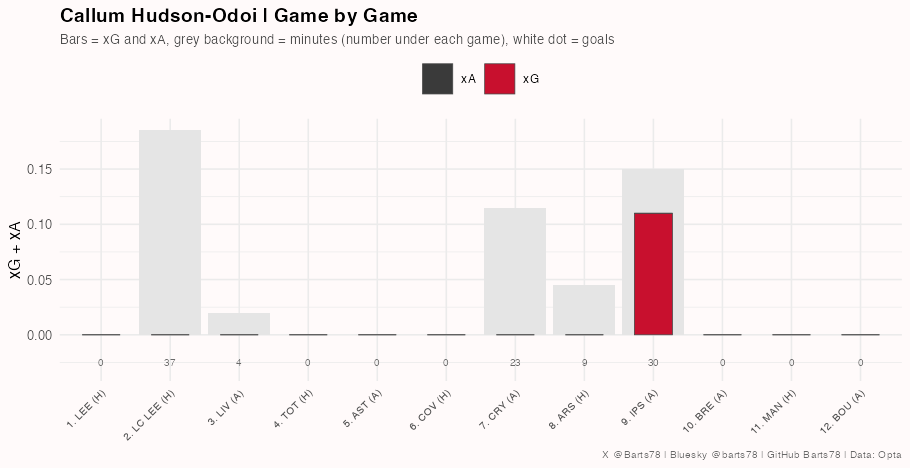 Callum Hudson-Odoi | Game by Game
Bars = xG and xA, grey background = minutes (number under each game), white dot = goals
xA xG
xG + xA
0.15
0.10
0.05
0.00
0 37 4 0 0 0 23 9 30 0 0 0
1. LEE (H)
2. LC LEE (H)
3. LIV (A)
4. TOT (H)
5. AST (A)
6. COV (H)
7. CRY (A)
8. ARS (H)
9. IPS (A)
10. BRE (A)
11. MAN (H)
12. BOU (A)
X @Barts78 | Bluesky @barts78 | GitHub Barts78 | Data: Opta